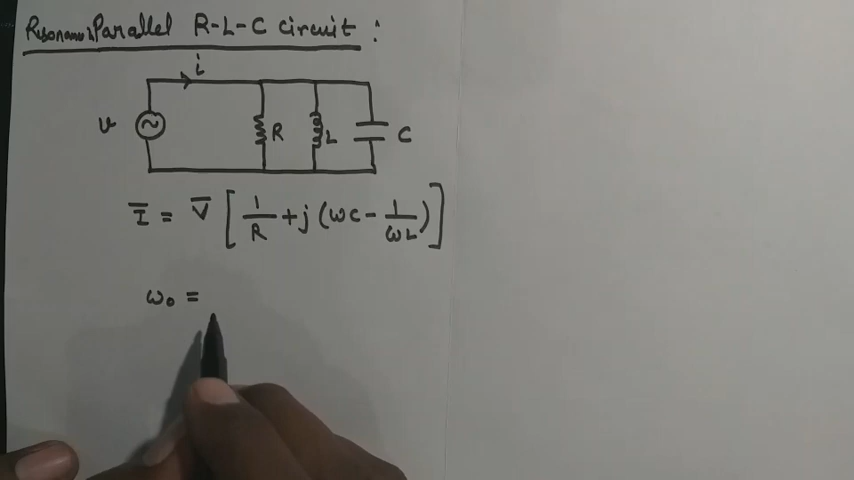 Resonance Parallel R-L-C circuit :
i
v R L C
Ī = V̄ [ 1/R + j (ωC - 1/ωL) ]
ω₀ =